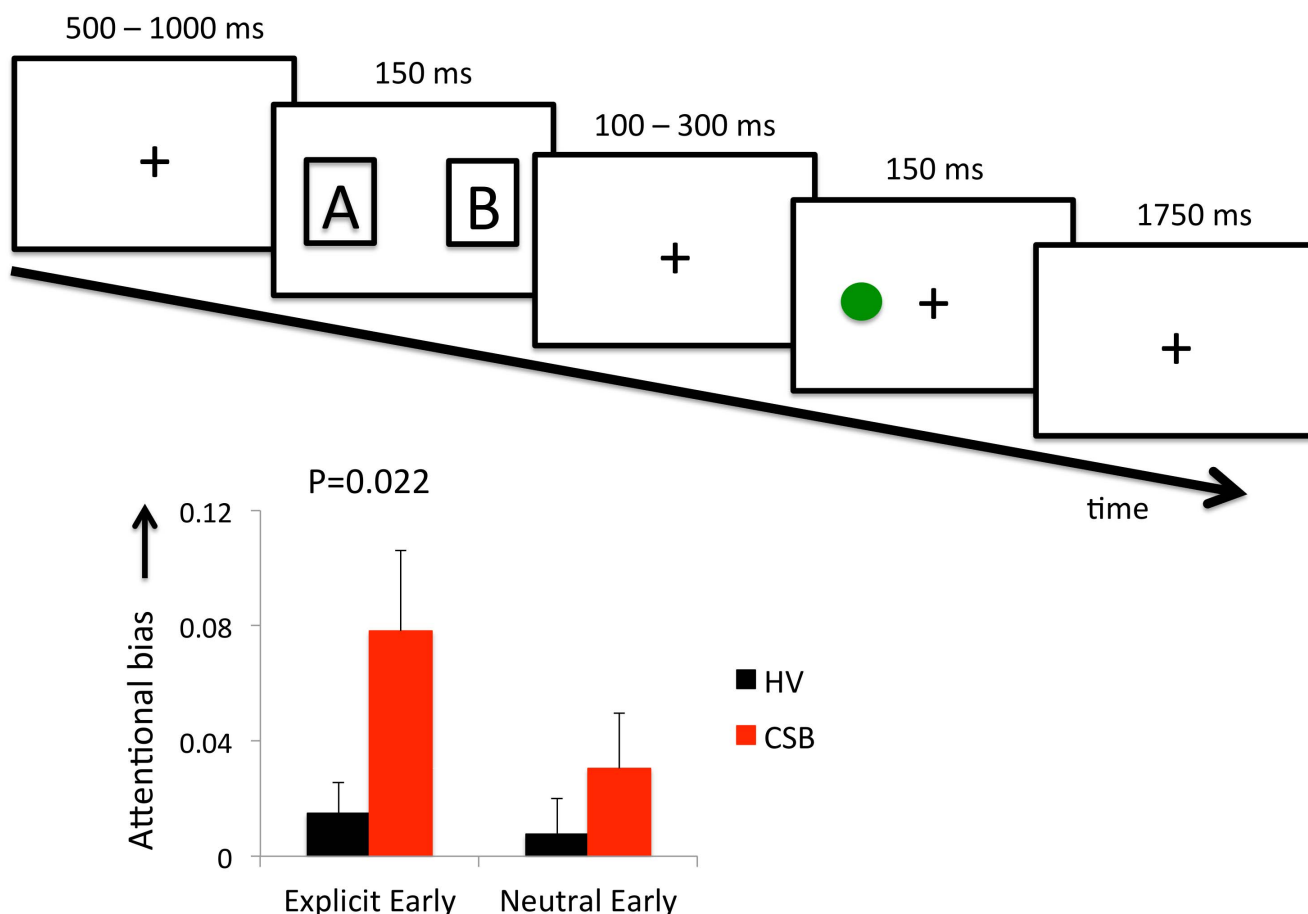 500 – 1000 ms
150 ms
100 – 300 ms
150 ms
1750 ms
+
A B
+
+
+
time
P=0.022
Attentional bias
0.12
0.08
0.04
0
HV
CSB
Explicit Early Neutral Early